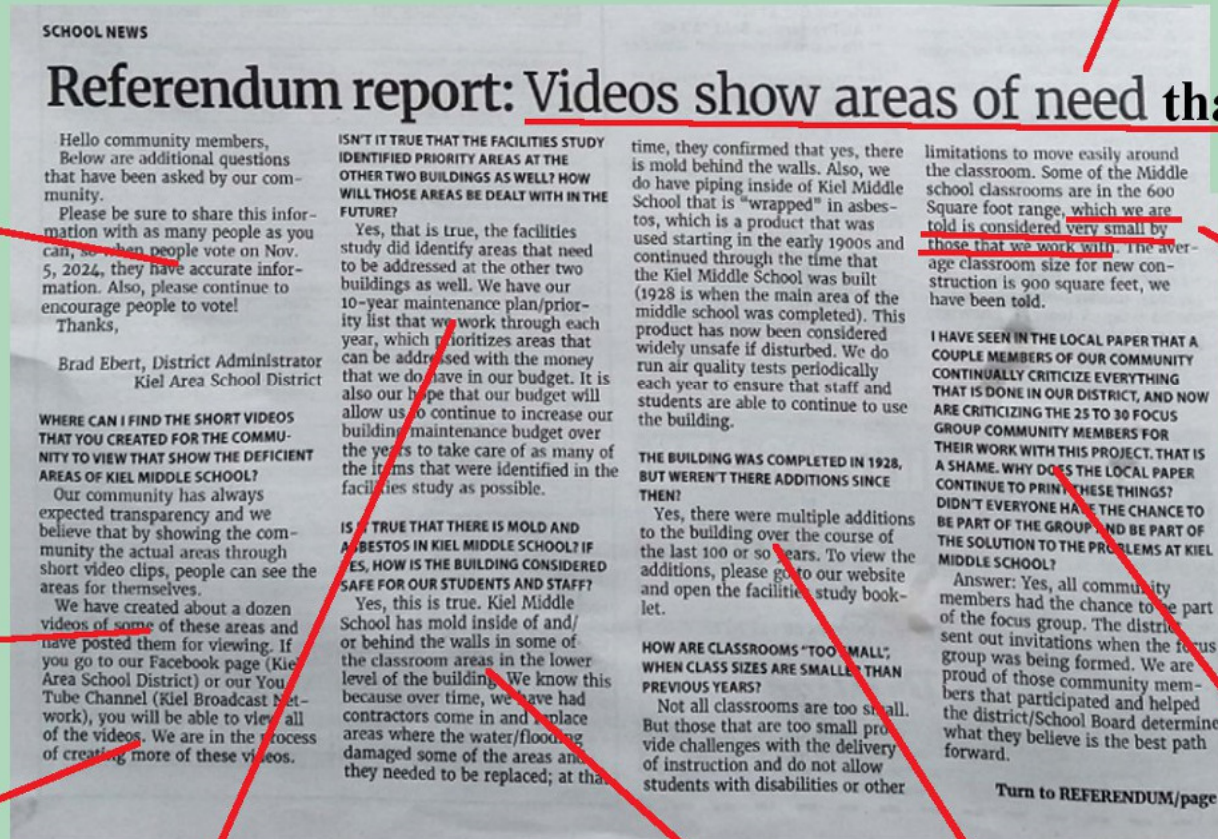 SCHOOL NEWS
Referendum report: Videos show areas of need tha
Hello community members,
Below are additional questions
that have been asked by our com-
munity.
Please be sure to share this infor-
mation with as many people as you
can, so when people vote on Nov.
5, 2024, they have accurate infor-
mation. Also, please continue to
encourage people to vote!
Thanks,
Brad Ebert, District Administrator
Kiel Area School District
WHERE CAN I FIND THE SHORT VIDEOS
THAT YOU CREATED FOR THE COMMU-
NITY TO VIEW THAT SHOW THE DEFICIENT
AREAS OF KIEL MIDDLE SCHOOL?
Our community has always
expected transparency and we
believe that by showing the com-
munity the actual areas through
short video clips, people can see the
areas for themselves.
We have created about a dozen
videos of some of these areas and
have posted them for viewing. If
you go to our Facebook page (Kiel
Area School District) or our You
Tube Channel (Kiel Broadcast Net-
work), you will be able to view all
of the videos. We are in the process
of creating more of these videos.
ISN'T IT TRUE THAT THE FACILITIES STUDY
IDENTIFIED PRIORITY AREAS AT THE
OTHER TWO BUILDINGS AS WELL? HOW
WILL THOSE AREAS BE DEALT WITH IN THE
FUTURE?
Yes, that is true, the facilities
study did identify areas that need
to be addressed at the other two
buildings as well. We have our
10-year maintenance plan/prior-
ity list that we work through each
year, which prioritizes areas that
can be addressed with the money
that we do have in our budget. It is
also our hope that our budget will
allow us to continue to increase our
building maintenance budget over
the years to take care of as many of
the items that were identified in the
facilities study as possible.
IS IT TRUE THAT THERE IS MOLD AND
ASBESTOS IN KIEL MIDDLE SCHOOL? IF
YES, HOW IS THE BUILDING CONSIDERED
SAFE FOR OUR STUDENTS AND STAFF?
Yes, this is true. Kiel Middle
School has mold inside of and/
or behind the walls in some of
the classroom areas in the lower
level of the building. We know this
because over time, we have had
contractors come in and replace
areas where the water/flooding
damaged some of the areas and
they needed to be replaced; at that
time, they confirmed that yes, there
is mold behind the walls. Also, we
do have piping inside of Kiel Middle
School that is "wrapped" in asbes-
tos, which is a product that was
used starting in the early 1900s and
continued through the time that
the Kiel Middle School was built
(1928 is when the main area of the
middle school was completed). This
product has now been considered
widely unsafe if disturbed. We do
run air quality tests periodically
each year to ensure that staff and
students are able to continue to use
the building.
THE BUILDING WAS COMPLETED IN 1928,
BUT WEREN'T THERE ADDITIONS SINCE
THEN?
Yes, there were multiple additions
to the building over the course of
the last 100 or so years. To view the
additions, please go to our website
and open the facilities study book-
let.
HOW ARE CLASSROOMS "TOO SMALL",
WHEN CLASS SIZES ARE SMALLER THAN
PREVIOUS YEARS?
Not all classrooms are too small.
But those that are too small pro-
vide challenges with the delivery
of instruction and do not allow
students with disabilities or other
limitations to move easily around
the classroom. Some of the Middle
school classrooms are in the 600
Square foot range, which we are
told is considered very small by
those that we work with. The aver-
age classroom size for new con-
struction is 900 square feet, we
have been told.
I HAVE SEEN IN THE LOCAL PAPER THAT A
COUPLE MEMBERS OF OUR COMMUNITY
CONTINUALLY CRITICIZE EVERYTHING
THAT IS DONE IN OUR DISTRICT, AND NOW
ARE CRITICIZING THE 25 TO 30 FOCUS
GROUP COMMUNITY MEMBERS FOR
THEIR WORK WITH THIS PROJECT. THAT IS
A SHAME. WHY DOES THE LOCAL PAPER
CONTINUE TO PRINT THESE THINGS?
DIDN'T EVERYONE HAVE THE CHANCE TO
BE PART OF THE GROUP AND BE PART OF
THE SOLUTION TO THE PROBLEMS AT KIEL
MIDDLE SCHOOL?
Answer: Yes, all community
members had the chance to be part
of the focus group. The district
sent out invitations when the focus
group was being formed. We are
proud of those community mem-
bers that participated and helped
the district/School Board determine
what they believe is the best path
forward.
Turn to REFERENDUM/page